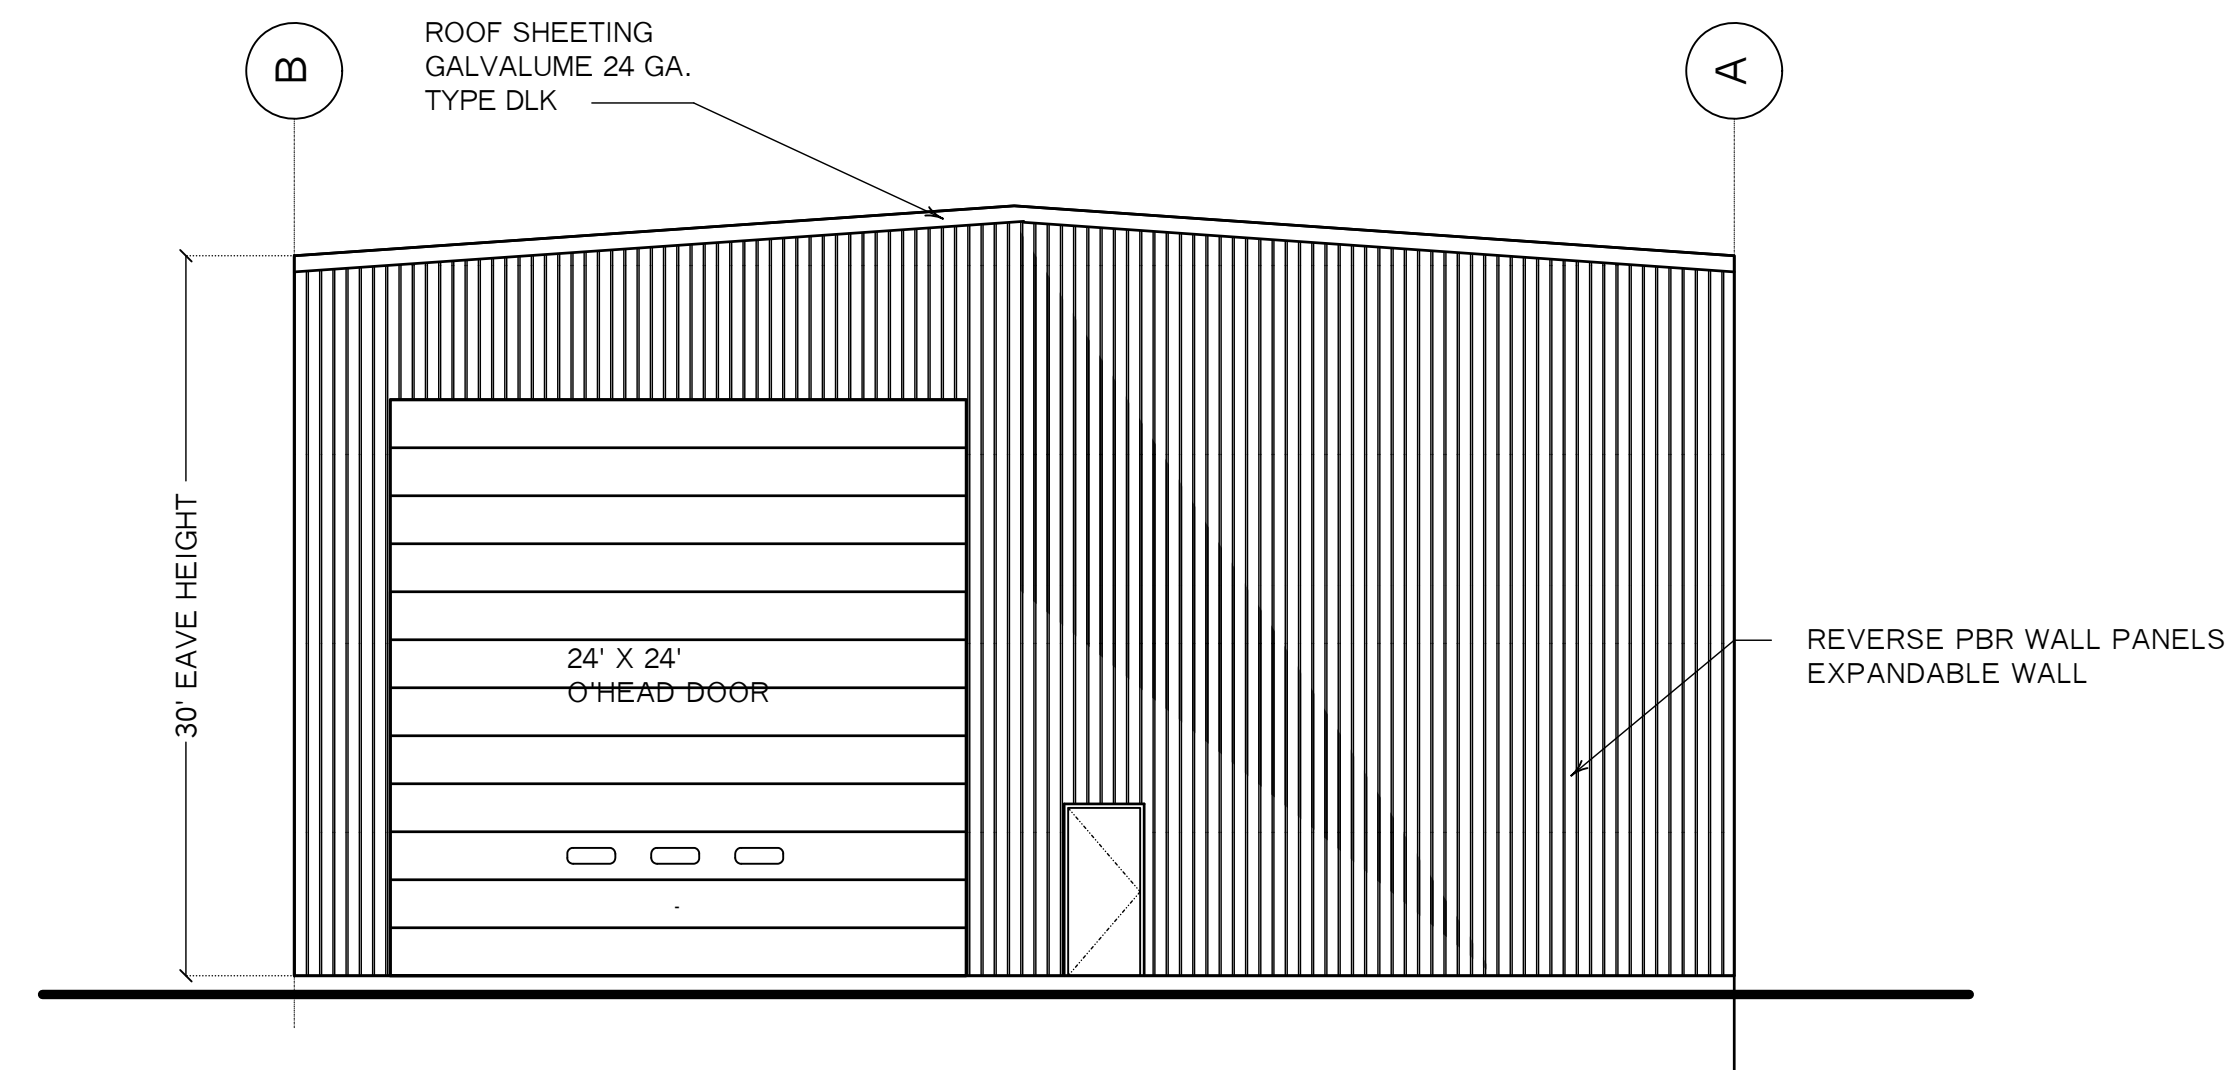 B
ROOF SHEETING
GALVALUME 24 GA.
TYPE DLK
A
30' EAVE HEIGHT
24' X 24'
O'HEAD DOOR
REVERSE PBR WALL PANELS
EXPANDABLE WALL